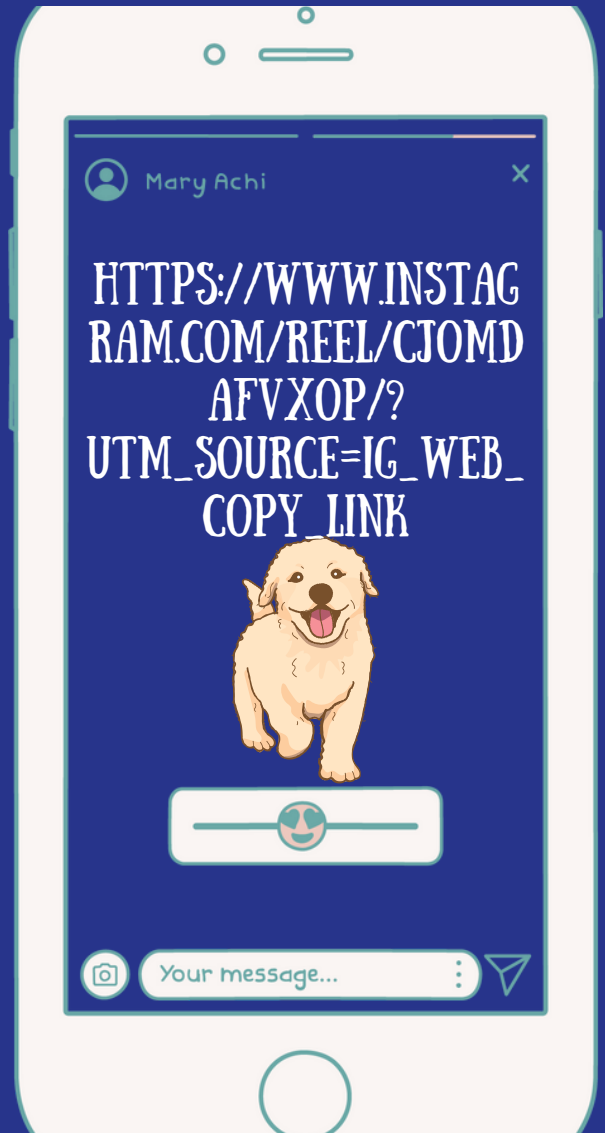 Mary Achi
HTTPS://WWW.INSTAG
RAM.COM/REEL/CJOMD
AFVXOP/?
UTM_SOURCE=IG_WEB_
COPY_LINK
Your message...